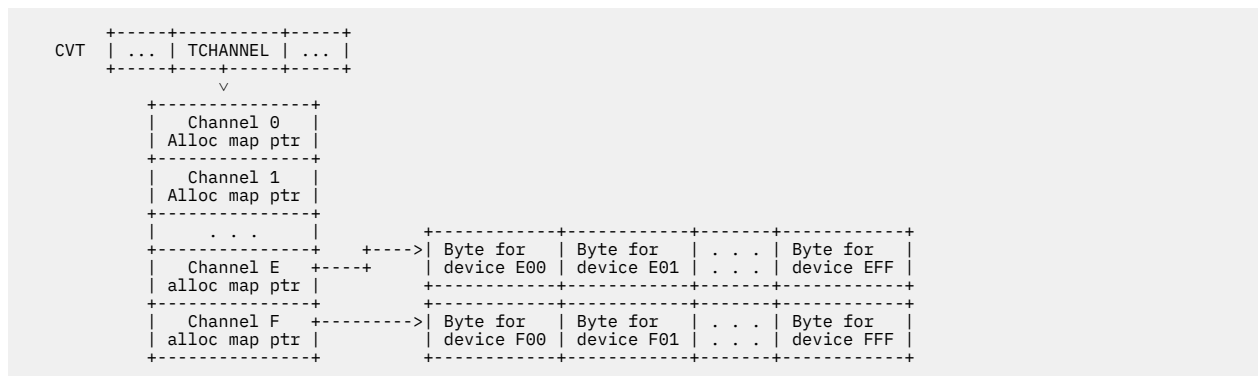 +-----+----------+-----+
CVT   | ... | TCHANNEL | ... |
      +-----+----+-----+-----+
                 v
          +---------------+
          |   Channel 0   |
          | Alloc map ptr |
          +---------------+
          |   Channel 1   |
          | Alloc map ptr |
          +---------------+
          |     . . .     |          +------------+------------+-------+------------+
          +---------------+    +---->| Byte for   | Byte for   | . . . | Byte for   |
          |   Channel E   +----+     | device E00 | device E01 | . . . | device EFF |
          | alloc map ptr |          +------------+------------+-------+------------+
          +---------------+          +------------+------------+-------+------------+
          |   Channel F   +--------->| Byte for   | Byte for   | . . . | Byte for   |
          | alloc map ptr |          | device F00 | device F01 | . . . | device FFF |
          +---------------+          +------------+------------+-------+------------+